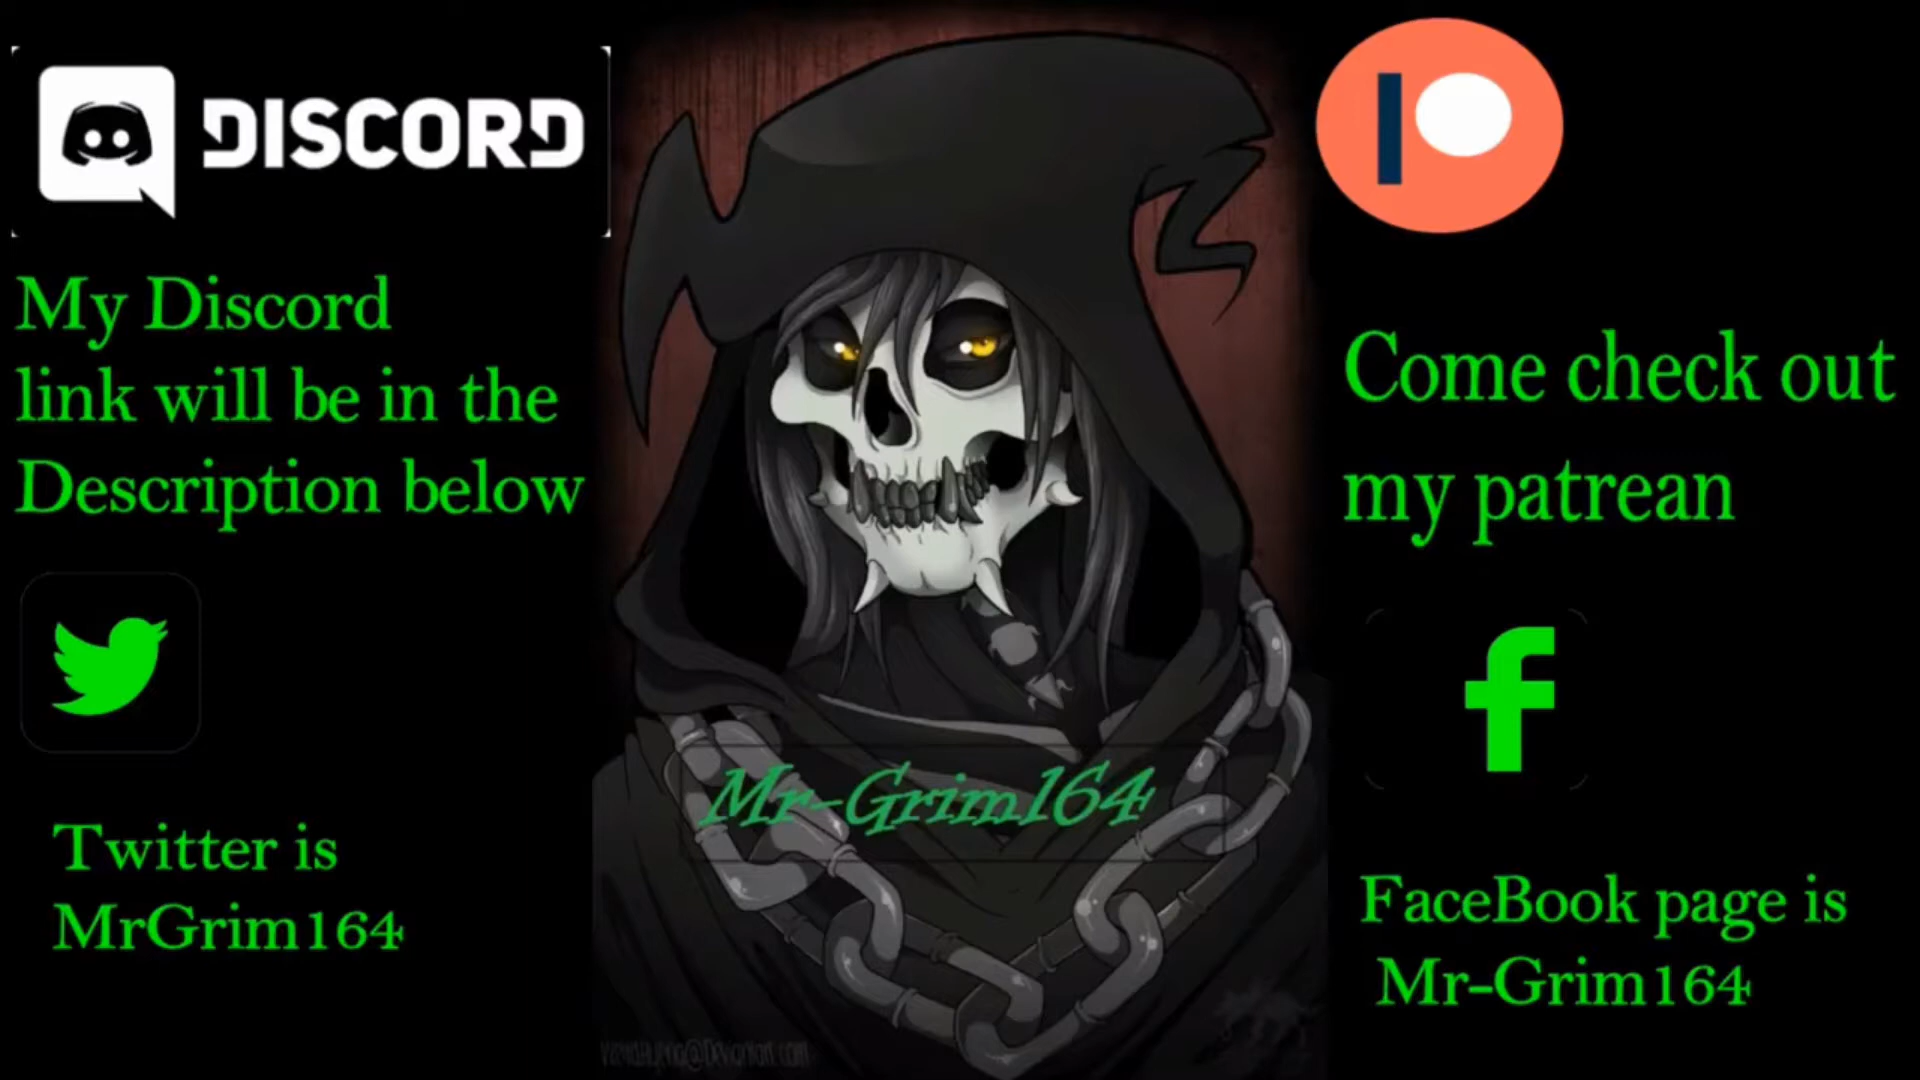 DISCORD
My Discord
link will be in the
Description below
Twitter is
MrGrim164
Mr-Grim164
Come check out
my patrean
FaceBook page is
Mr-Grim164